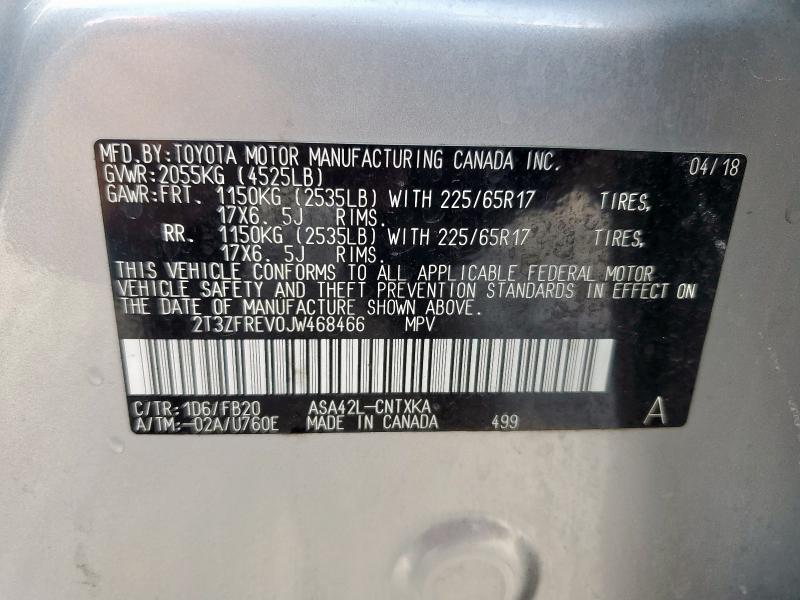 MFD.BY:TOYOTA MOTOR MANUFACTURING CANADA INC. 04/18
GVWR:2055KG (4525LB)
GAWR:FRT. 1150KG (2535LB) WITH 225/65R17 TIRES,
17X6. 5J RIMS.
RR. 1150KG (2535LB) WITH 225/65R17 TIRES,
17X6. 5J RIMS.
THIS VEHICLE CONFORMS TO ALL APPLICABLE FEDERAL MOTOR
VEHICLE SAFETY AND THEFT PREVENTION STANDARDS IN EFFECT ON
THE DATE OF MANUFACTURE SHOWN ABOVE.
2T3ZFREV0JW468466 MPV
C/TR:1D6/FB20 ASA42L-CNTXKA A
A/TM:-02A/U760E MADE IN CANADA 499